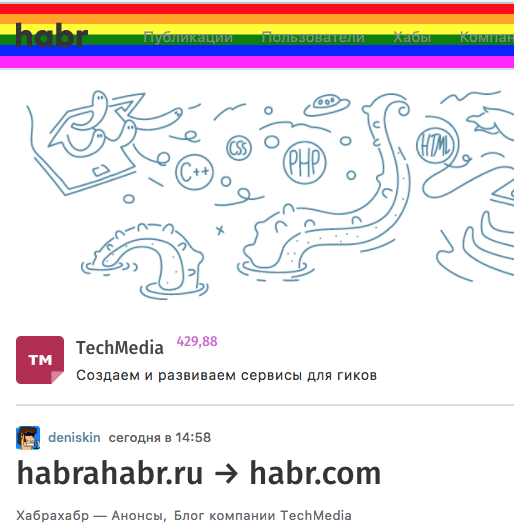 habr Публикации Пользователи Хабы Компан
C++
CSS
PHP
HTML
TM
TechMedia 429,88
Создаем и развиваем сервисы для гиков
deniskin сегодня в 14:58
habrahabr.ru → habr.com
Хабрахабр — Анонсы, Блог компании TechMedia